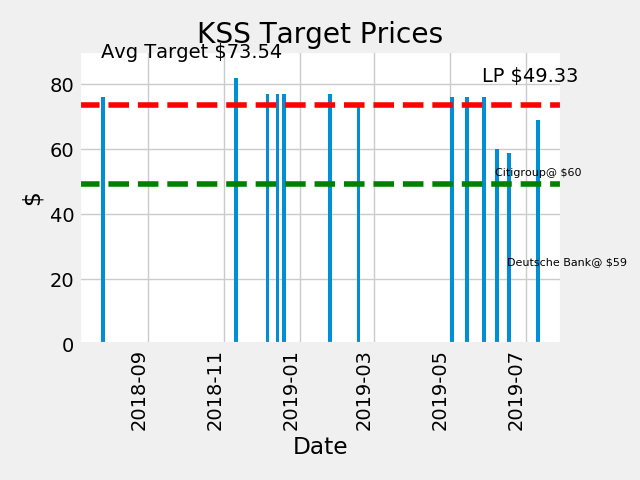 KSS Target Prices
Avg Target $73.54
LP $49.33
80
60
40
20
0
$
Citigroup@ $60
Deutsche Bank@ $59
2018-09
2018-11
2019-01
2019-03
2019-05
2019-07
Date